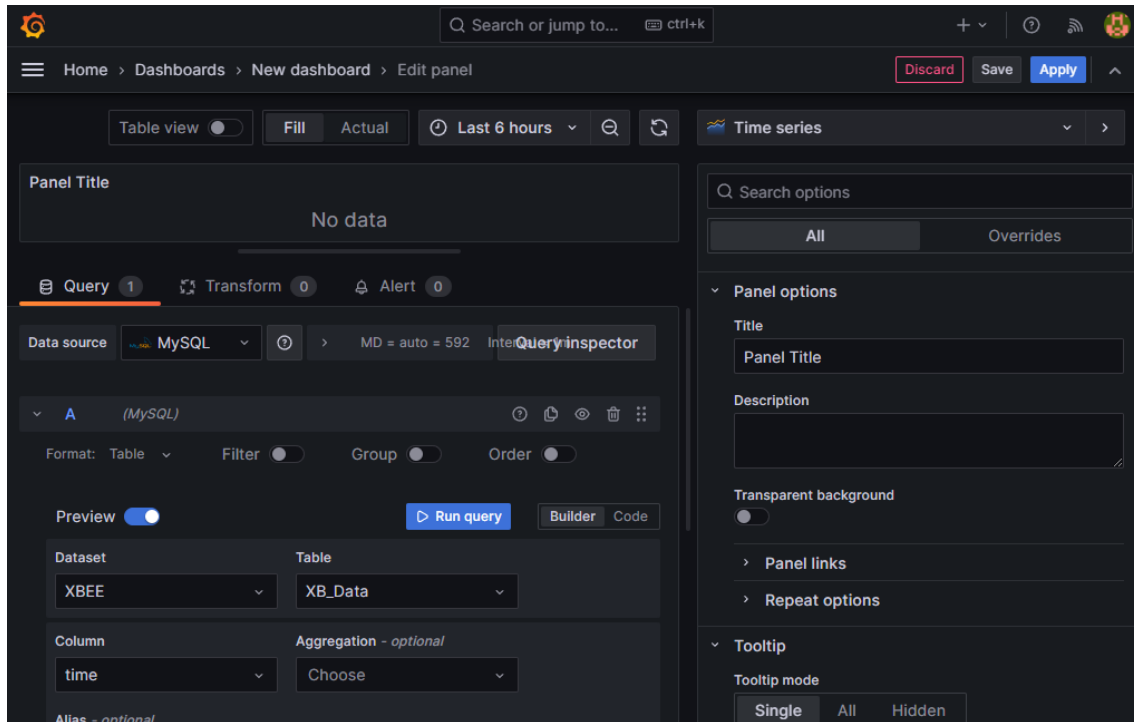 Search or jump to... ctrl+k
Home › Dashboards › New dashboard › Edit panel
Discard Save Apply
Table view Fill Actual Last 6 hours
Time series
Panel Title
No data
Search options
All Overrides
Query 1 Transform 0 Alert 0
Data source MySQL MD = auto = 592 Query inspector
A (MySQL)
Format: Table Filter Group Order
Preview Run query Builder Code
Dataset Table
XBEE XB_Data
Column Aggregation - optional
time Choose
Alias - optional
Panel options
Title
Panel Title
Description
Transparent background
Panel links
Repeat options
Tooltip
Tooltip mode
Single All Hidden